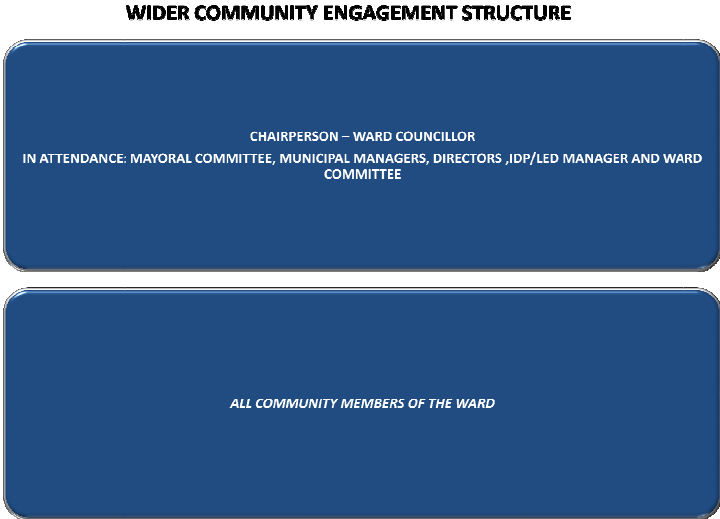 WIDER COMMUNITY ENGAGEMENT STRUCTURE
CHAIRPERSON – WARD COUNCILLOR
IN ATTENDANCE: MAYORAL COMMITTEE, MUNICIPAL MANAGERS, DIRECTORS ,IDP/LED MANAGER AND WARD
COMMITTEE
ALL COMMUNITY MEMBERS OF THE WARD